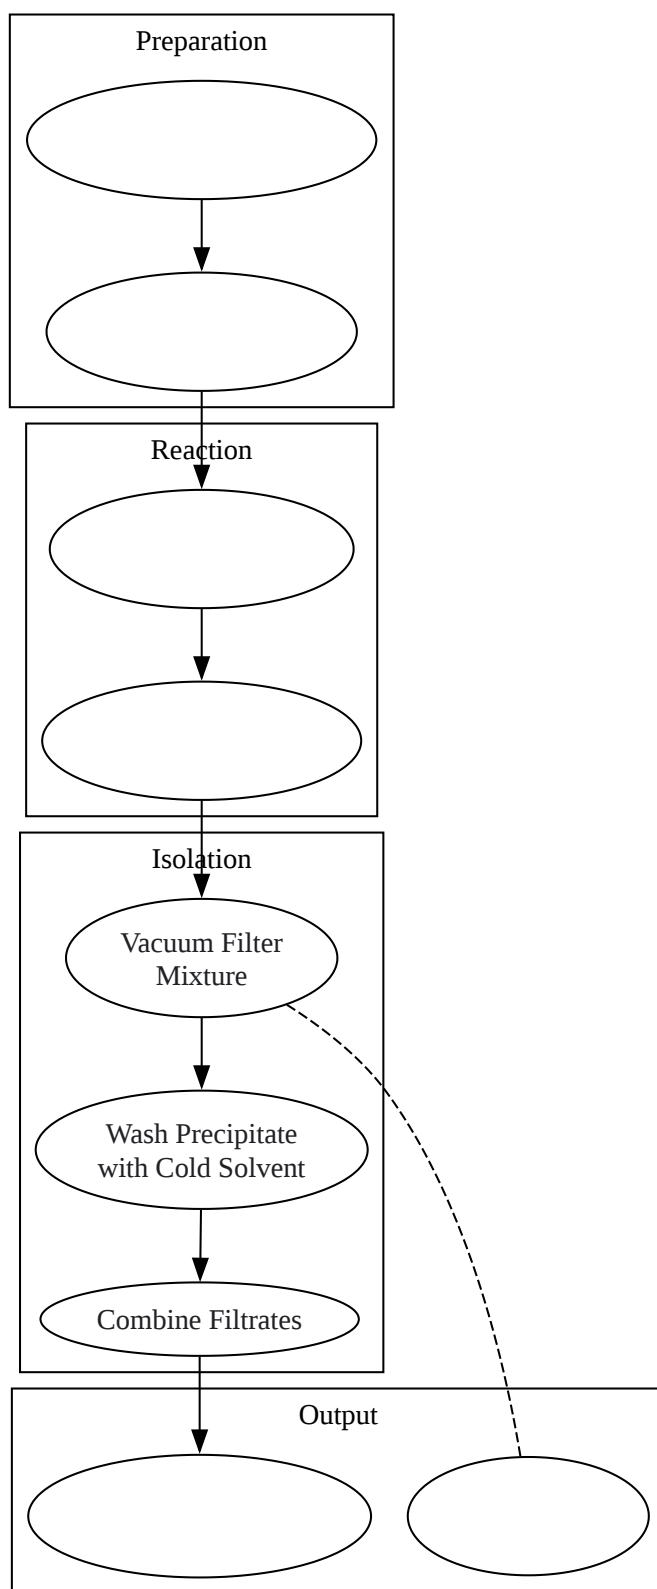 Preparation
Reaction
Isolation
Vacuum Filter
Mixture
Wash Precipitate
with Cold Solvent
Combine Filtrates
Output